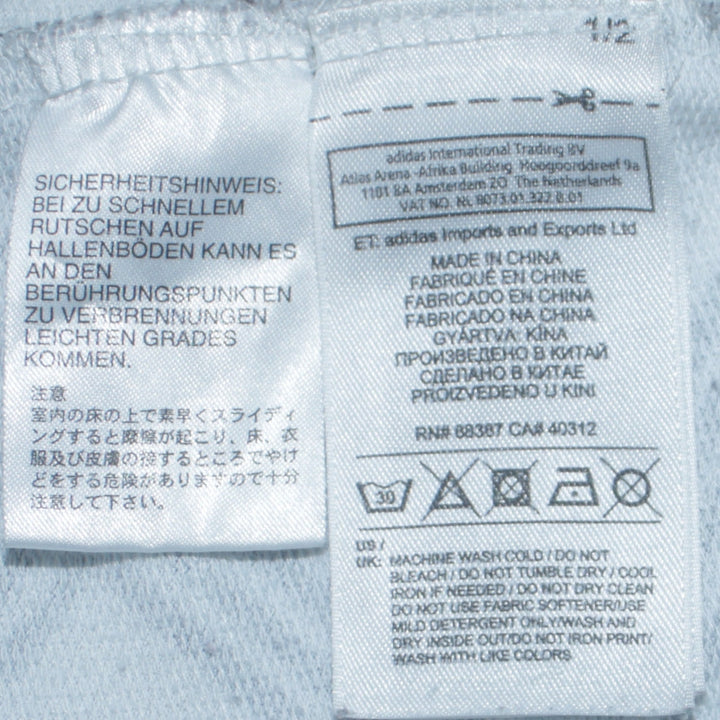 SICHERHEITSHINWEIS:
BEI ZU SCHNELLEM
RUTSCHEN AUF
HALLENBÖDEN KANN ES
AN DEN
BERÜHRUNGSPUNKTEN
ZU VERBRENNUNGEN
LEICHTEN GRADES
KOMMEN.
注意
室内の床の上で素早くスライディ
ングすると摩擦が起こり、床、衣
服及び皮膚の接するところでやけ
どをする危険がありますので十分
注意して下さい。
1/2
adidas International Trading BV
Atlas Arena -Afrika Building Hoogoorddreef 9a
1101 BA Amsterdam ZO The Netherlands
VAT NO. NL 8073.01.322.B.01
ET: adidas Imports and Exports Ltd
MADE IN CHINA
FABRIQUÉ EN CHINE
FABRICADO EN CHINA
FABRICADO NA CHINA
GYÁRTVA: KÍNA
ПРОИЗВЕДЕНО В КИТАЙ
СДЕЛАНО В КИТАЕ
PROIZVEDENO U KINI
RN# 88387 CA# 40312
30
US /
UK: MACHINE WASH COLD / DO NOT
BLEACH / DO NOT TUMBLE DRY / COOL
IRON IF NEEDED / DO NOT DRY CLEAN
DO NOT USE FABRIC SOFTENER/USE
MILD DETERGENT ONLY/WASH AND
DRY INSIDE OUT/DO NOT IRON PRINT/
WASH WITH LIKE COLORS